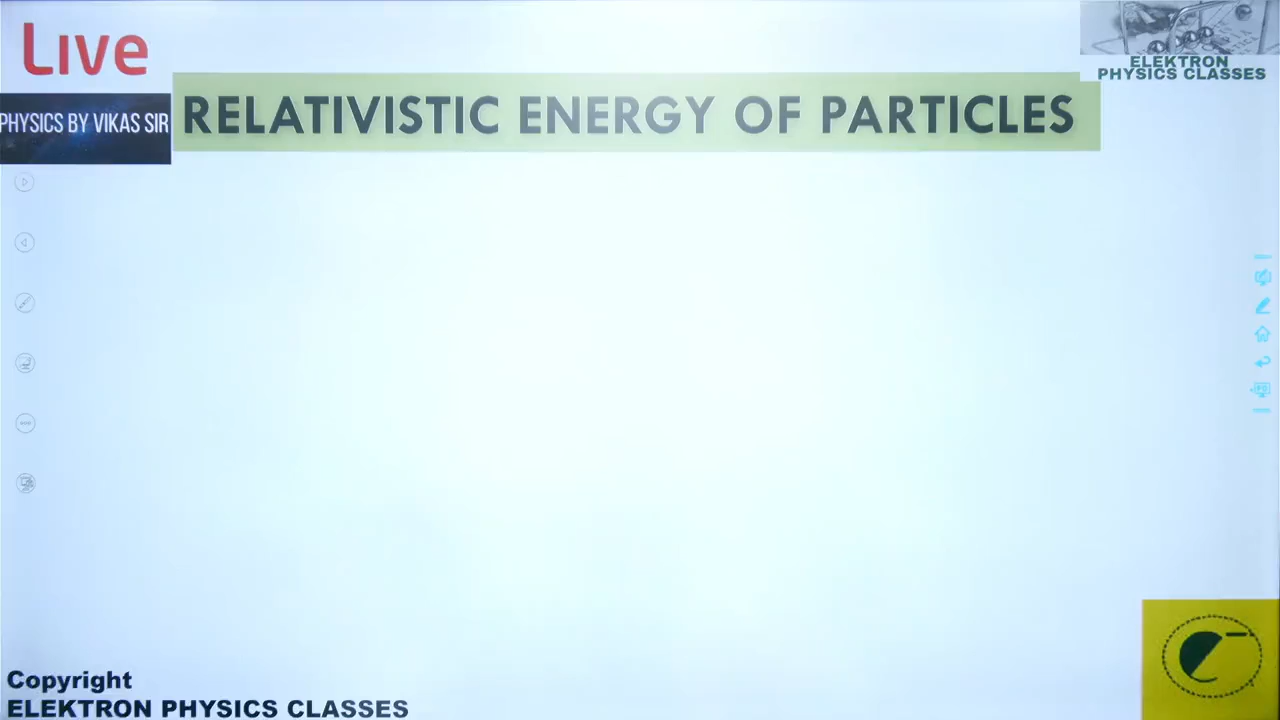 Live
ELEKTRON
PHYSICS CLASSES
PHYSICS BY VIKAS SIR
RELATIVISTIC ENERGY OF PARTICLES
Copyright
ELEKTRON PHYSICS CLASSES